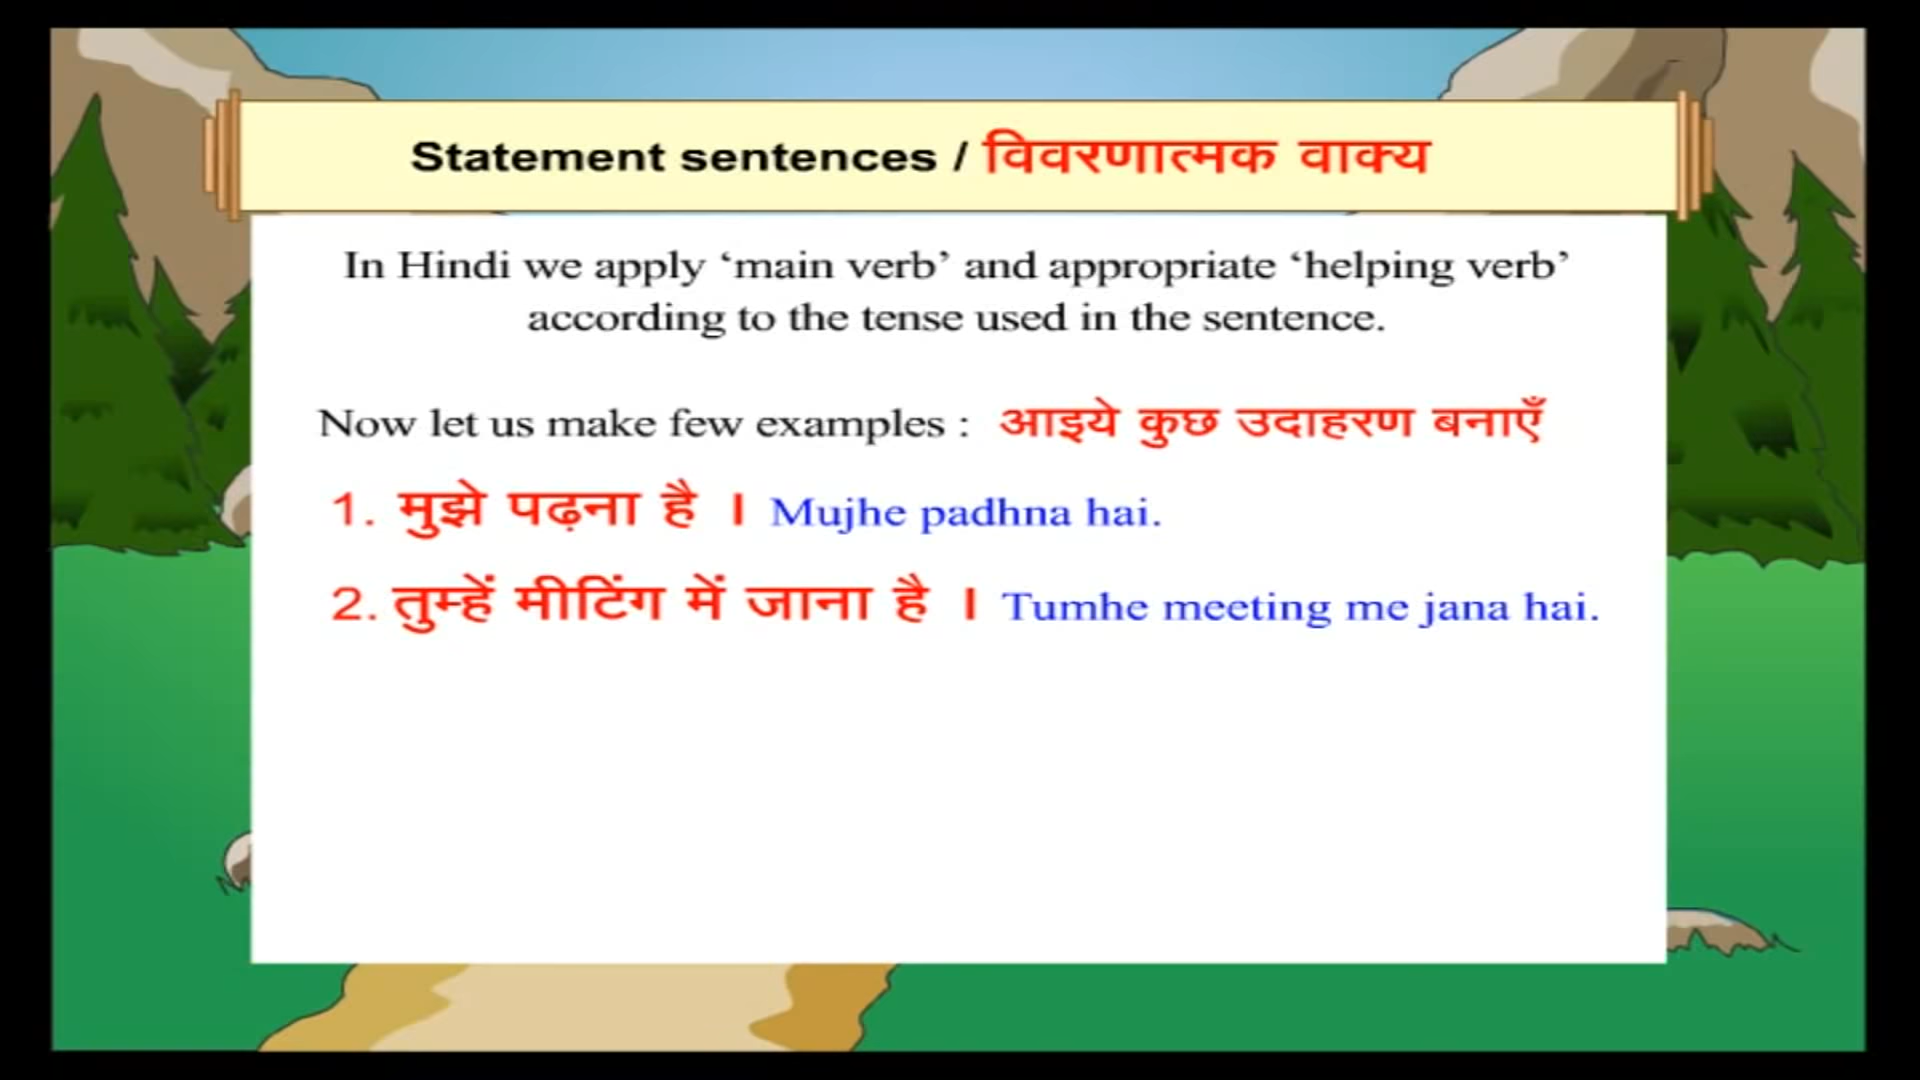 Statement sentences / विवरणात्मक वाक्य
In Hindi we apply ‘main verb’ and appropriate ‘helping verb’
according to the tense used in the sentence.
Now let us make few examples : आइये कुछ उदाहरण बनाएँ
1. मुझे पढ़ना है । Mujhe padhna hai.
2. तुम्हें मीटिंग में जाना है । Tumhe meeting me jana hai.